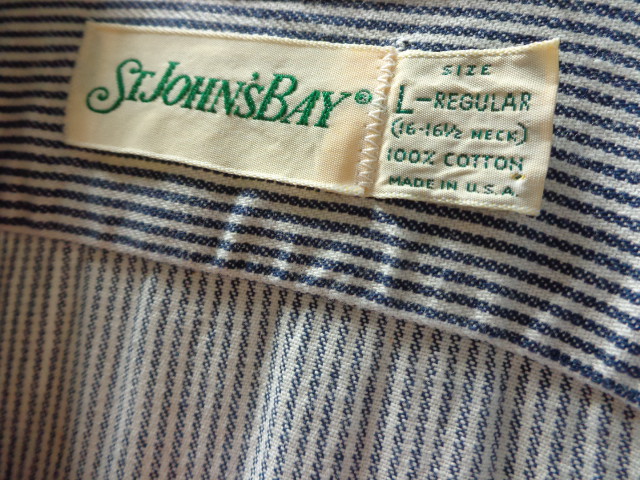 ST.JOHN'S BAY®
SIZE
L-REGULAR
(16-16½ NECK)
100% COTTON
MADE IN U.S.A.